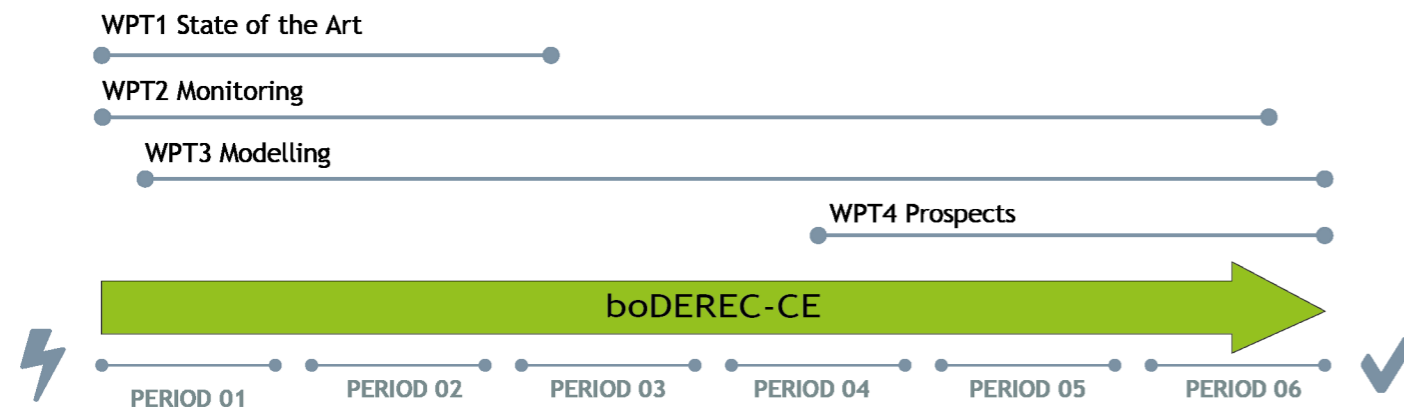 WPT1 State of the Art
WPT2 Monitoring
WPT3 Modelling
WPT4 Prospects
boDEREC-CE
PERIOD 01
PERIOD 02
PERIOD 03
PERIOD 04
PERIOD 05
PERIOD 06